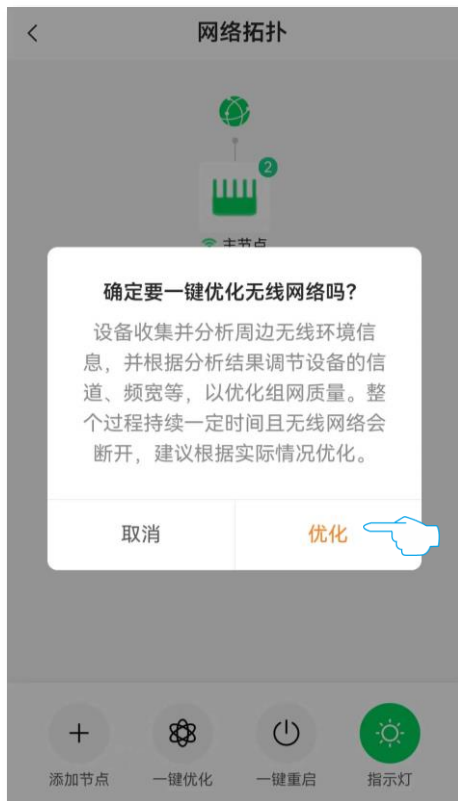 网络拓扑
2
主节点
确定要一键优化无线网络吗？
设备收集并分析周边无线环境信
息，并根据分析结果调节设备的信
道、频宽等，以优化组网质量。整
个过程持续一定时间且无线网络会
断开，建议根据实际情况优化。
取消
优化
添加节点
一键优化
一键重启
指示灯